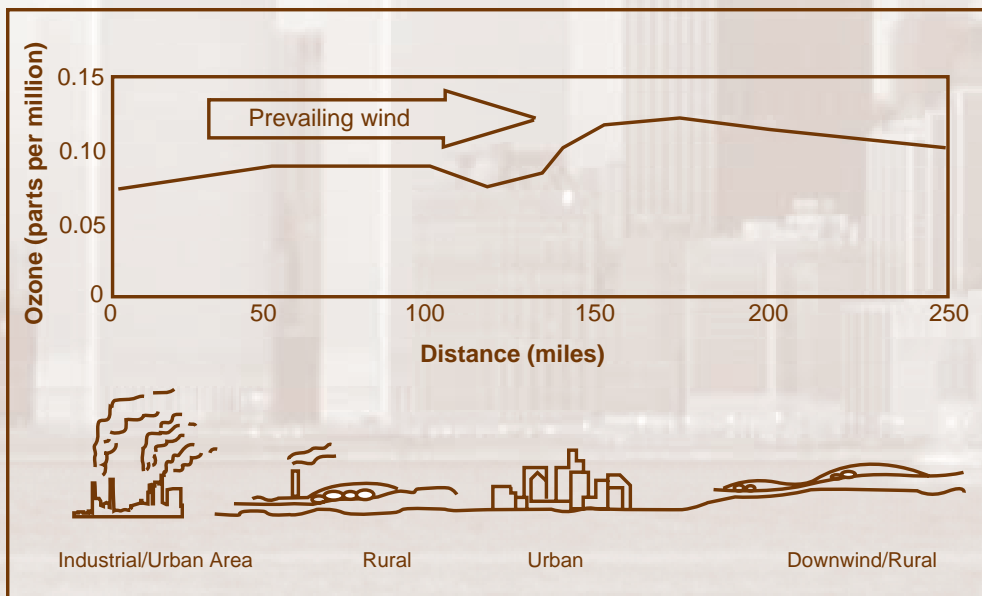 Ozone (parts per million)
0.15
0.10
0.05
0
Prevailing wind
0 50 100 150 200 250
Distance (miles)
Industrial/Urban Area Rural Urban Downwind/Rural